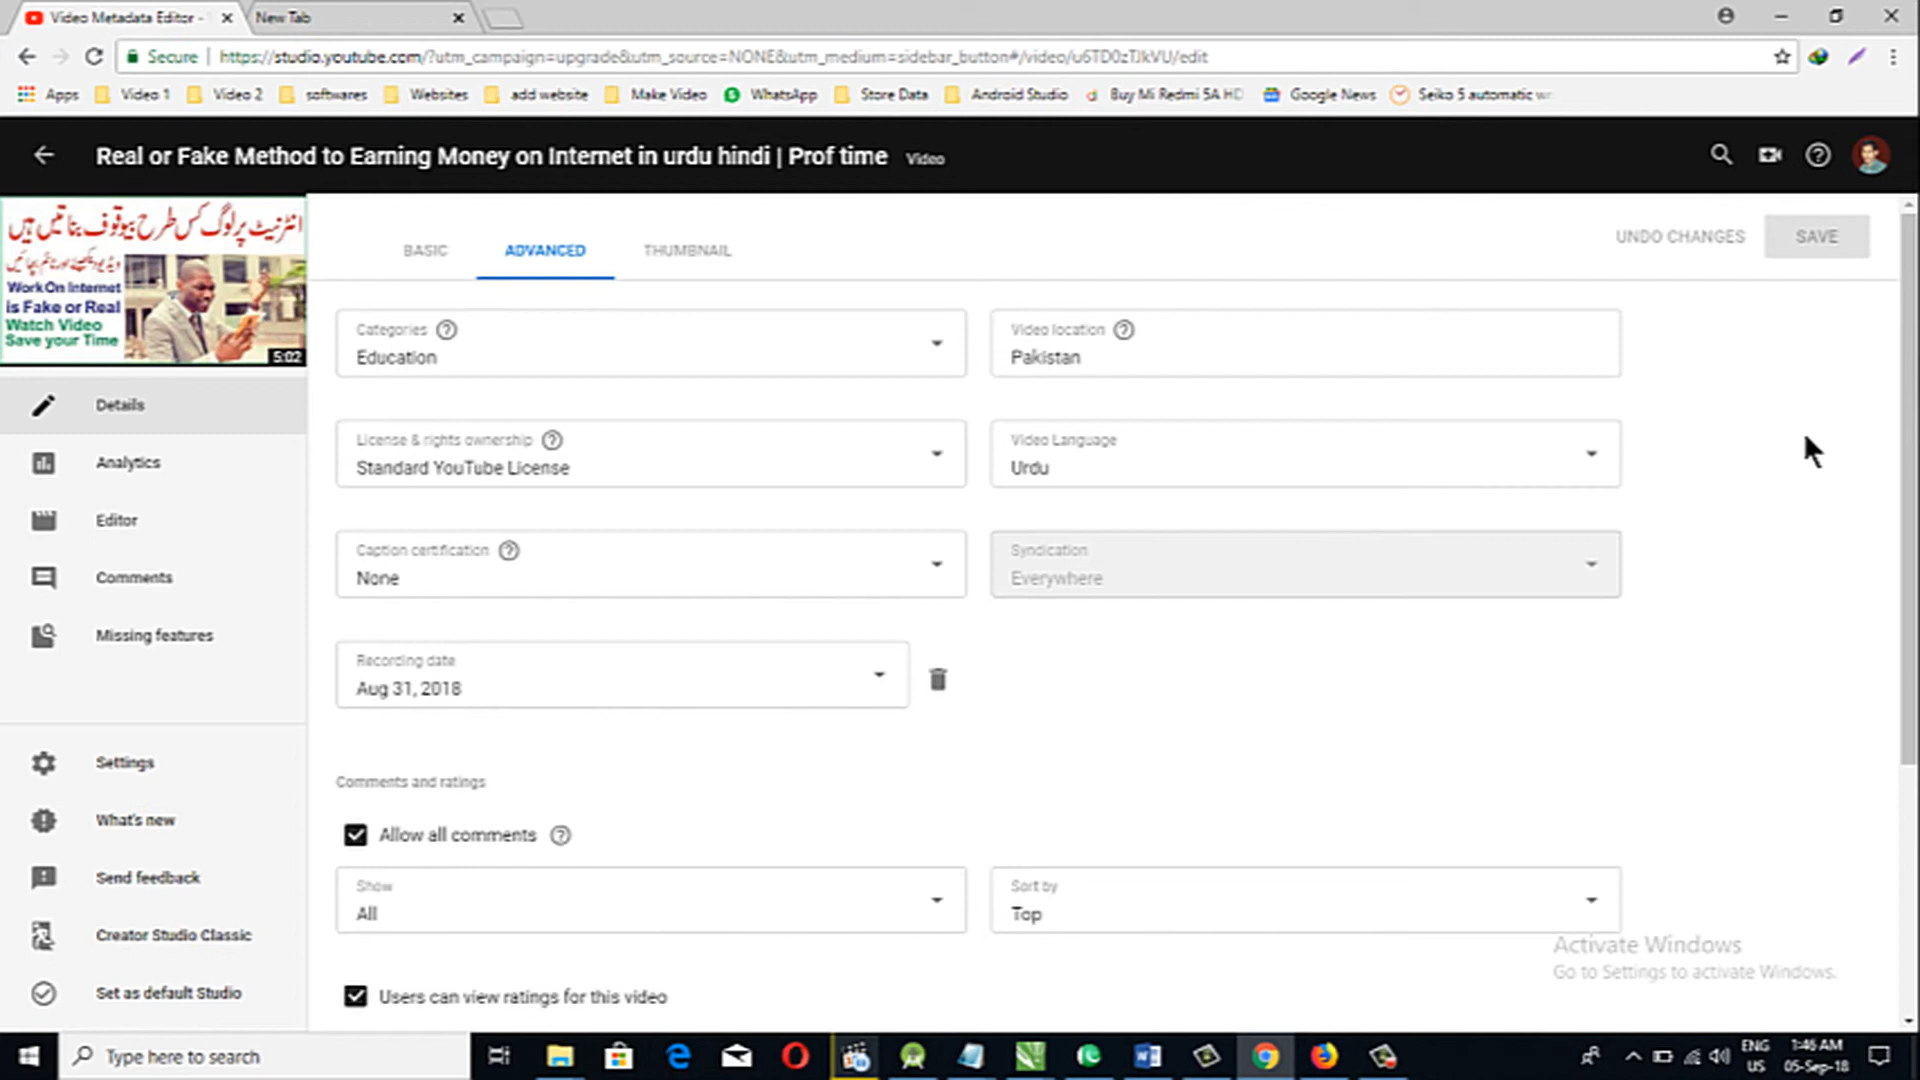 Video Metadata Editor -
New Tab
Secure
https://studio.youtube.com/?utm_campaign=upgrade&utm_source=NONE&utm_medium=sidebar_button#/video/u6TD0zTJkVU/edit
Apps Video 1 Video 2 softwares Websites add website Make Video WhatsApp Store Data Android Studio Buy Mi Redmi 5A HD Google News Seiko 5 automatic
Real or Fake Method to Earning Money on Internet in urdu hindi | Prof time Video
انٹرنیٹ پر لوگ کس طرح بیوقوف بناتیں ہیں
Work On Internet
is Fake or Real
Watch Video
Save your Time
5:02
BASIC ADVANCED THUMBNAIL
UNDO CHANGES SAVE
Categories
Education
Video location
Pakistan
Details
Analytics
Editor
Comments
Missing features
License & rights ownership
Standard YouTube License
Video Language
Urdu
Caption certification
None
Syndication
Everywhere
Recording date
Aug 31, 2018
Settings
What's new
Send feedback
Creator Studio Classic
Set as default Studio
Comments and ratings
Allow all comments
Show
All
Sort by
Top
Users can view ratings for this video
Activate Windows
Go to Settings to activate Windows.
Type here to search
ENG
US
1:46 AM
05-Sep-18